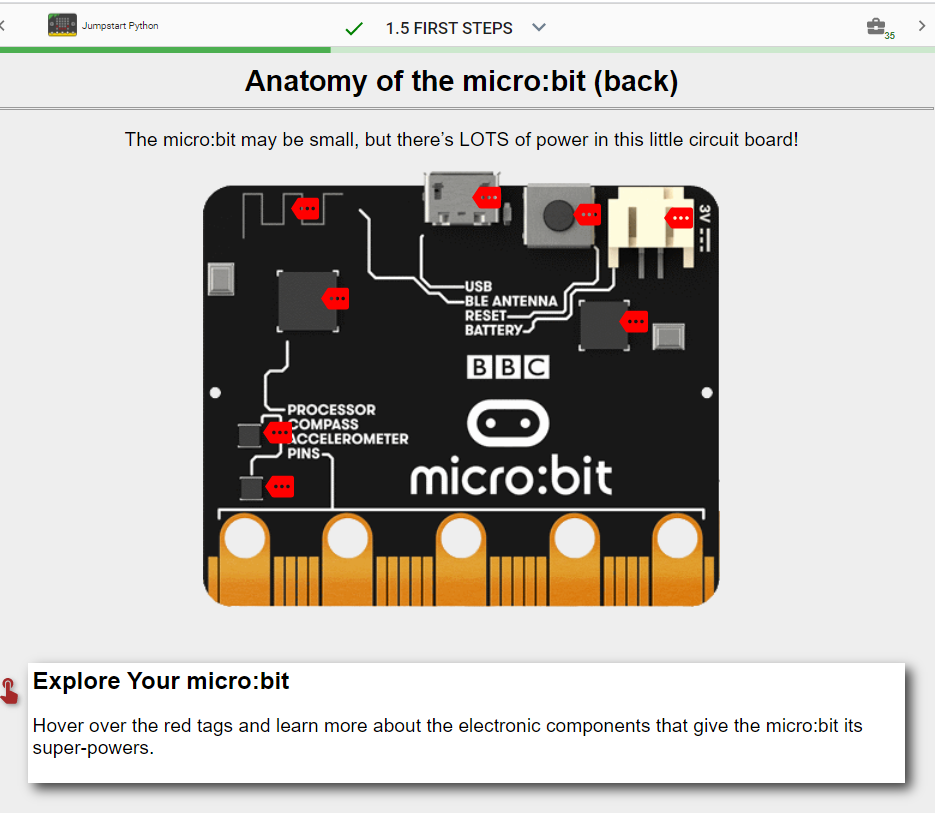 Jumpstart Python
1.5 FIRST STEPS
35
Anatomy of the micro:bit (back)
The micro:bit may be small, but there’s LOTS of power in this little circuit board!
3V
USB
BLE ANTENNA
RESET
BATTERY
BBC
PROCESSOR
COMPASS
ACCELEROMETER
PINS
micro:bit
Explore Your micro:bit
Hover over the red tags and learn more about the electronic components that give the micro:bit its
super-powers.